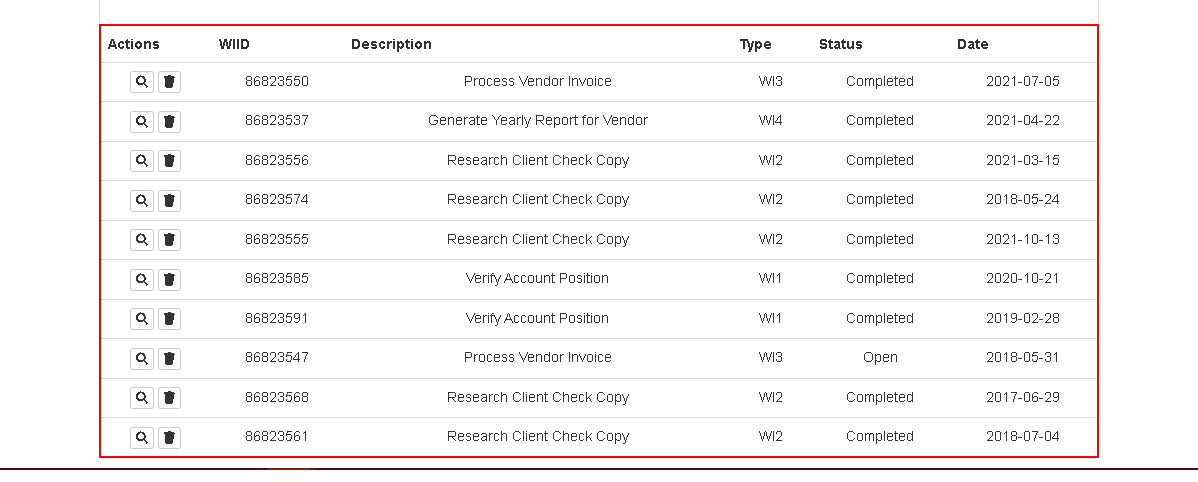 Actions WIID Description Type Status Date
86823550 Process Vendor Invoice WI3 Completed 2021-07-05
86823537 Generate Yearly Report for Vendor WI4 Completed 2021-04-22
86823556 Research Client Check Copy WI2 Completed 2021-03-15
86823574 Research Client Check Copy WI2 Completed 2018-05-24
86823555 Research Client Check Copy WI2 Completed 2021-10-13
86823585 Verify Account Position WI1 Completed 2020-10-21
86823591 Verify Account Position WI1 Completed 2019-02-28
86823547 Process Vendor Invoice WI3 Open 2018-05-31
86823568 Research Client Check Copy WI2 Completed 2017-06-29
86823561 Research Client Check Copy WI2 Completed 2018-07-04